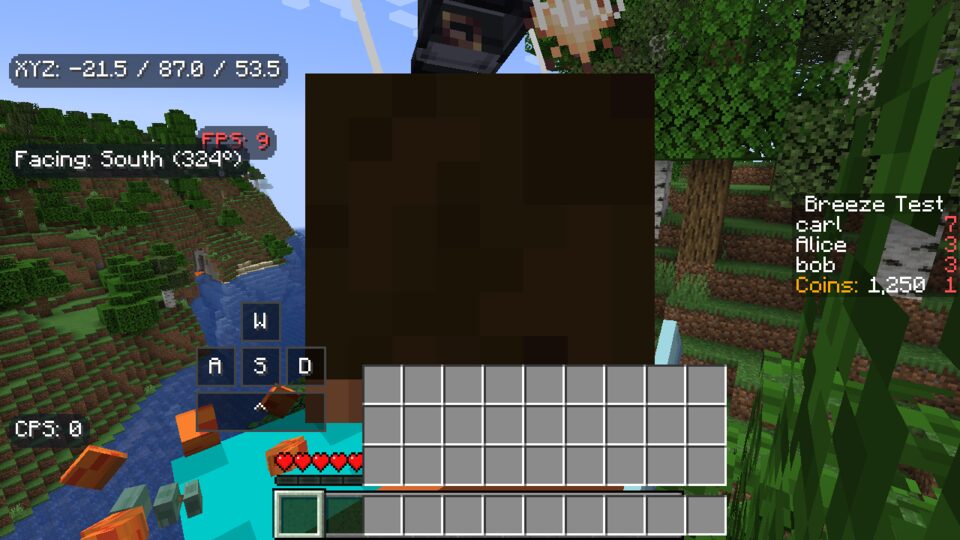 XYZ: -21.5 / 87.0 / 53.5
FPS: 9
Facing: South (324°)
Breeze Test
carl 7
Alice 3
bob 3
Coins: 1,250 1
W
A S D
CPS: 0